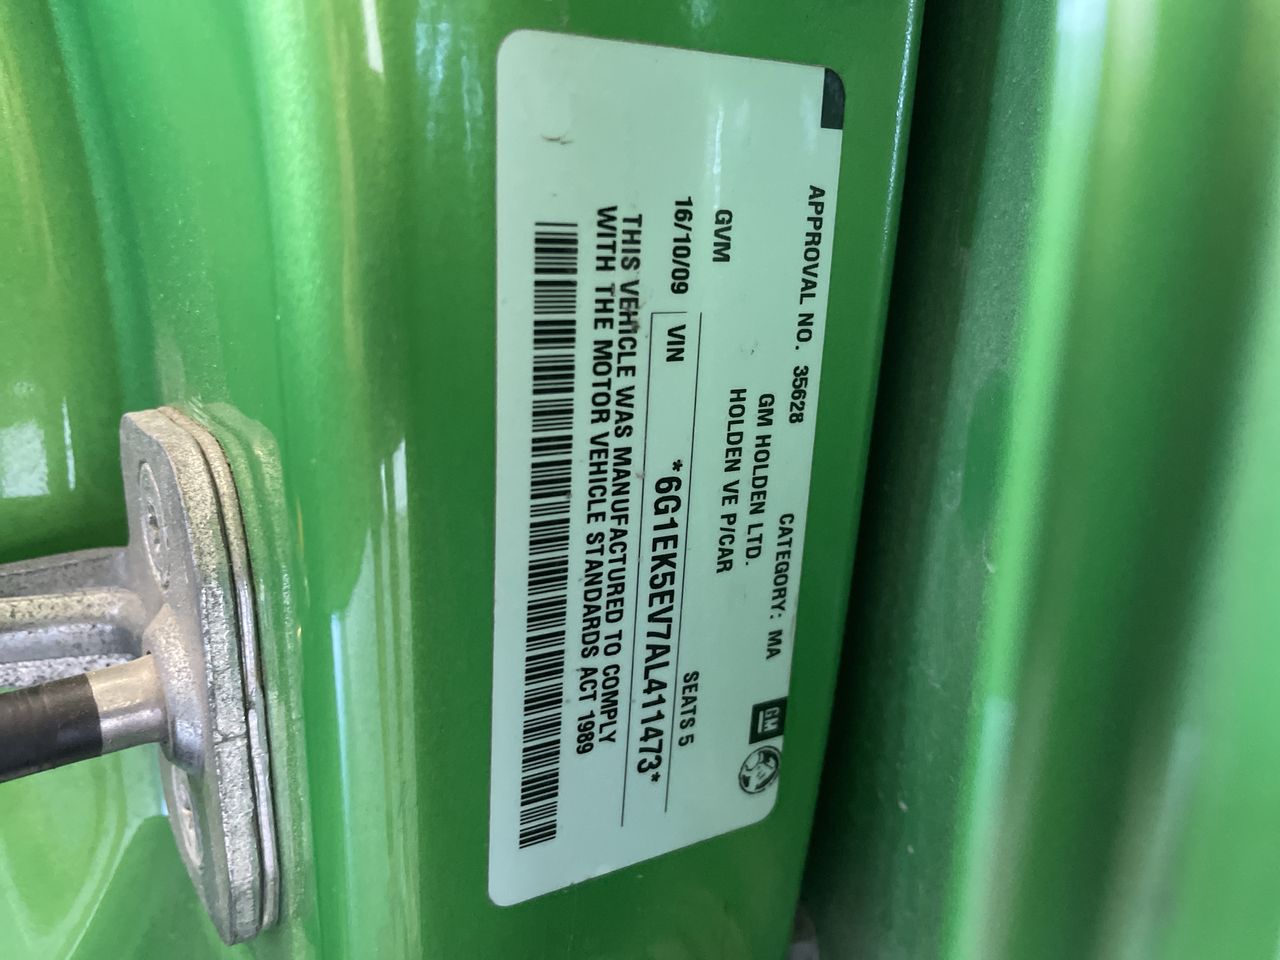 APPROVAL NO. 35628 CATEGORY: MA GM
GM HOLDEN LTD.
HOLDEN VE P/CAR
GVM SEATS 5
16/10/09 VIN *6G1EK5EV7AL411473*
THIS VEHICLE WAS MANUFACTURED TO COMPLY
WITH THE MOTOR VEHICLE STANDARDS ACT 1989